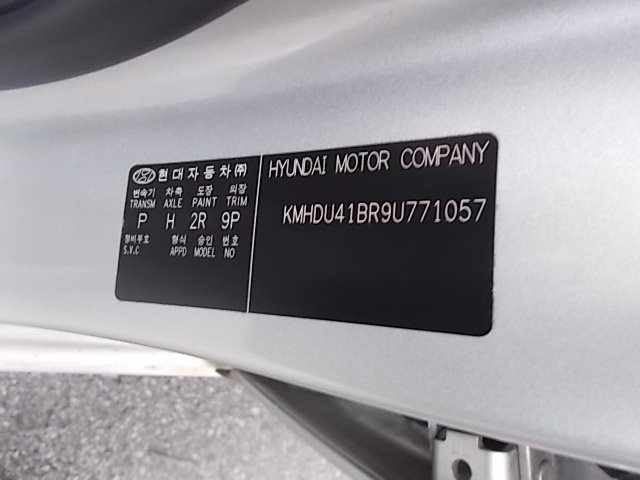 현대자동차㈜
변속기 차축 도장 의장
TRANSM AXLE PAINT TRIM
P H 2R 9P
정비부호 형식 승인 번호
S.V.C APPD MODEL NO
HYUNDAI MOTOR COMPANY
KMHDU41BR9U771057